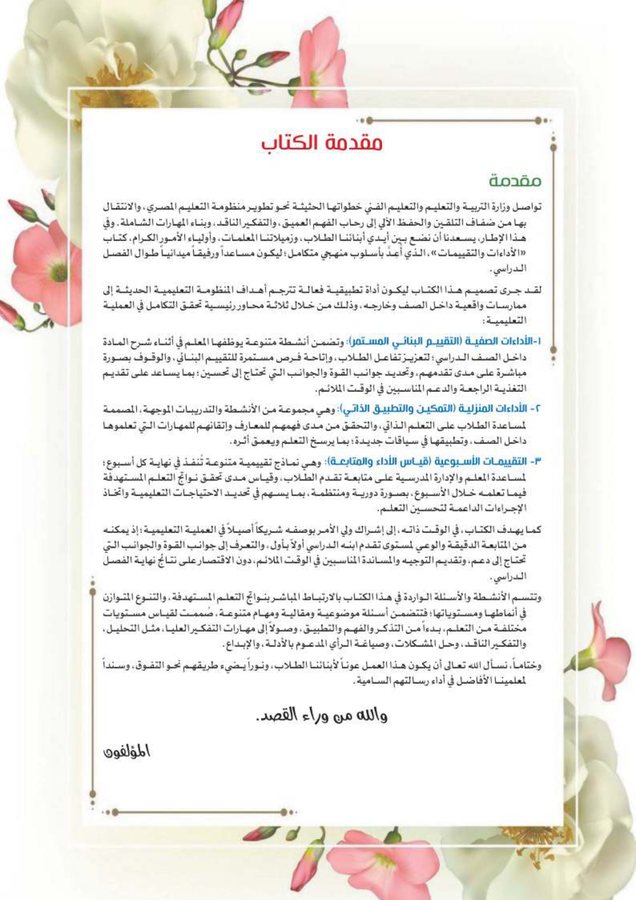 مقدمة الكتاب
مقدمة
تواصل وزارة التربية والتعليم والتعليم الفني خطواتها الحثيثة نحو تطوير منظومة التعليم المصري، والانتقال
بها من ضفاف التلقين والحفظ الآلي إلى رحاب الفهم العميق، والتفكير الناقد، وبناء المهارات الشاملة. وفي
هذا الإطار، يسعدنا أن نضع بين أيدي أبنائنا الطلاب، وزميلاتنا المعلمات، وأولياء الأمور الكرام، كتاب
«الأداءات والتقييمات»، الذي أُعدَّ بأسلوب منهجي متكامل؛ ليكون مساعداً ورفيقاً ميدانياً طوال الفصل
الدراسي.
لقد جرى تصميم هذا الكتاب ليكون أداة تطبيقية فعالة تترجم أهداف المنظومة التعليمية الحديثة إلى
ممارسات واقعية داخل الصف وخارجه، وذلك من خلال ثلاثة محاور رئيسية تحقق التكامل في العملية
التعليمية:
١-الأداءات الصفية (التقييم البنائي المستمر): وتضمن أنشطة متنوعة يوظفها المعلم في أثناء شرح المادة
داخل الصف الدراسي؛ لتعزيز تفاعل الطلاب، وإتاحة فرص مستمرة للتقييم البنائي، والوقوف بصورة
مباشرة على مدى تقدمهم، وتحديد جوانب القوة والجوانب التي تحتاج إلى تحسين؛ بما يساعد على تقديم
التغذية الراجعة والدعم المناسبين في الوقت الملائم.
٢- الأداءات المنزلية (التمكين والتطبيق الذاتي): وهي مجموعة من الأنشطة والتدريبات الموجهة، المصممة
لمساعدة الطلاب على التعلم الذاتي، والتحقق من مدى فهمهم للمعارف وإتقانهم للمهارات التي تعلموها
داخل الصف، وتطبيقها في سياقات جديدة؛ بما يرسخ التعلم ويعمق أثره.
٣- التقييمات الأسبوعية (قياس الأداء والمتابعة): وهي نماذج تقييمية متنوعة تُنفذ في نهاية كل أسبوع؛
لمساعدة المعلم والإدارة المدرسية على متابعة تقدم الطلاب، وقياس مدى تحقق نواتج التعلم المستهدفة
فيما تعلمه خلال الأسبوع، بصورة دورية ومنتظمة، بما يسهم في تحديد الاحتياجات التعليمية واتخاذ
الإجراءات الداعمة لتحسين التعلم.
كما يهدف الكتاب، في الوقت ذاته، إلى إشراك ولي الأمر بوصفه شريكاً أصيلاً في العملية التعليمية؛ إذ يمكنه
من المتابعة الدقيقة والوعي لمستوى تقدم ابنه الدراسي أولاً بأول، والتعرف إلى جوانب القوة والجوانب التي
تحتاج إلى دعم، وتقديم التوجيه والمساندة المناسبين في الوقت الملائم، دون الاقتصار على نتائج نهاية الفصل
الدراسي.
وتتسم الأنشطة والأسئلة الواردة في هذا الكتاب بالارتباط المباشر بنواتج التعلم المستهدفة، والتنوع المتوازن
في أنماطها ومستوياتها؛ فتتضمن أسئلة موضوعية ومقالية ومهام متنوعة، صُممت لقياس مستويات
مختلفة من التعلم، بدءاً من التذكر والفهم والتطبيق، وصولاً إلى مهارات التفكير العليا، مثل التحليل،
والتفكير الناقد، وحل المشكلات، وصياغة الرأي المدعوم بالأدلة، والإبداع.
وختاماً، نسأل الله تعالى أن يكون هذا العمل عوناً لأبنائنا الطلاب، ونوراً يضيء طريقهم نحو التفوق، وسنداً
لمعلمينا الأفاضل في أداء رسالتهم السامية.
والله من وراء القصد.
المؤلفون